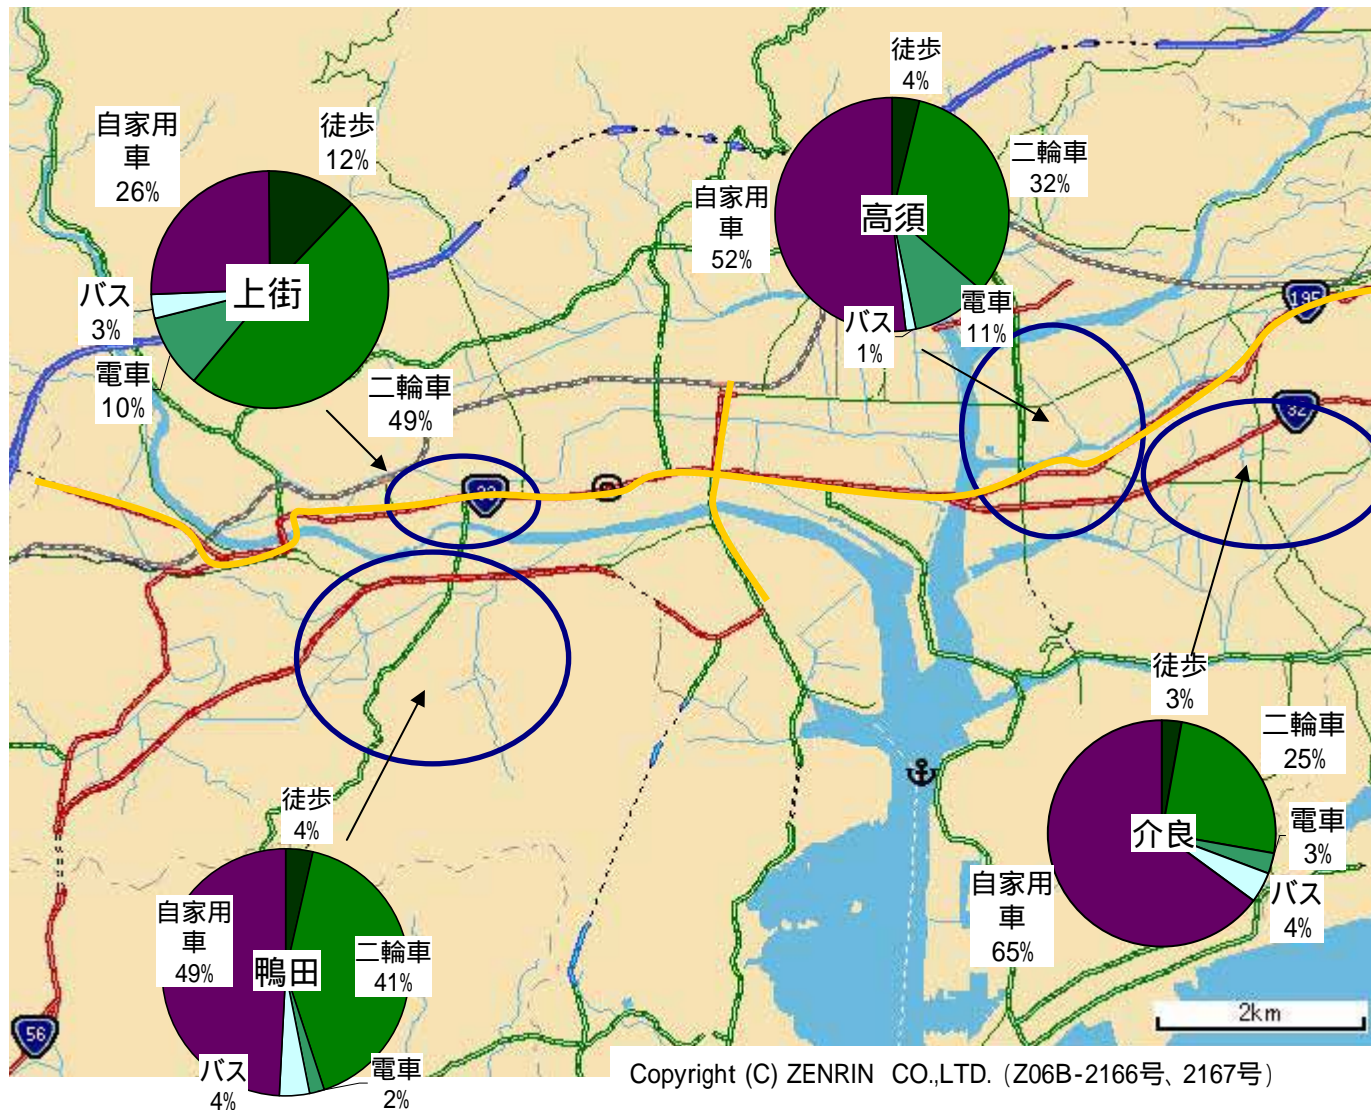 徒歩
4%
自家用
車
26%
徒歩
12%
二輪車
32%
自家用
車
52%
高須
上街
バス
3%
電車
11%
バス
1%
195
電車
10%
二輪車
49%
32
徒歩
3%
二輪車
25%
徒歩
4%
電車
3%
介良
自家用
車
65%
バス
4%
自家用
車
49%
鴨田
二輪車
41%
2km
56
バス
4%
電車
2%
Copyright (C) ZENRIN CO.,LTD. (Z06B-2166号、2167号)